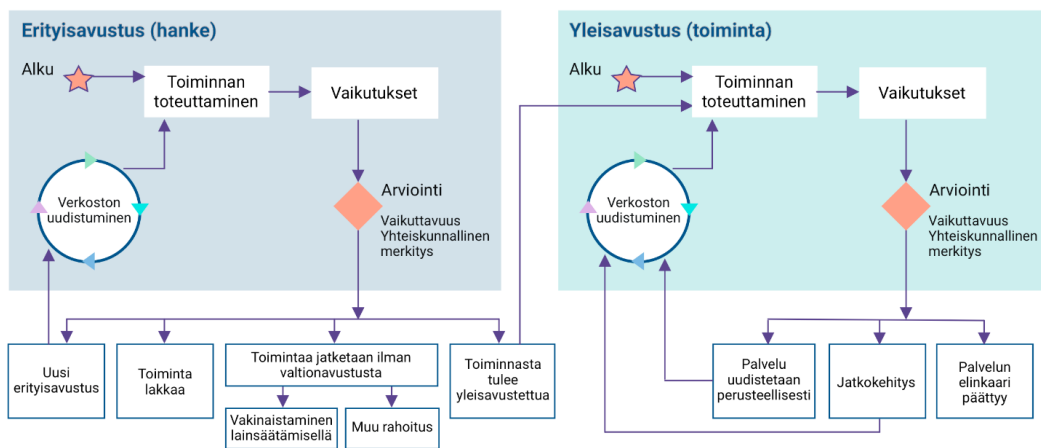 Erityisavustus (hanke)
Alku
Toiminnan
toteuttaminen
Vaikutukset
Verkoston
uudistuminen
Arviointi
Vaikuttavuus
Yhteiskunnallinen
merkitys
Uusi
erityisavustus
Toiminta
lakkaa
Toimintaa jatketaan ilman
valtionavustusta
Vakinaistaminen
lainsäätämisellä
Muu rahoitus
Toiminnasta
tulee
yleisavustettua
Yleisavustus (toiminta)
Alku
Toiminnan
toteuttaminen
Vaikutukset
Verkoston
uudistuminen
Arviointi
Vaikuttavuus
Yhteiskunnallinen
merkitys
Palvelu
uudistetaan
perusteellisesti
Jatkokehitys
Palvelun
elinkaari
päättyy